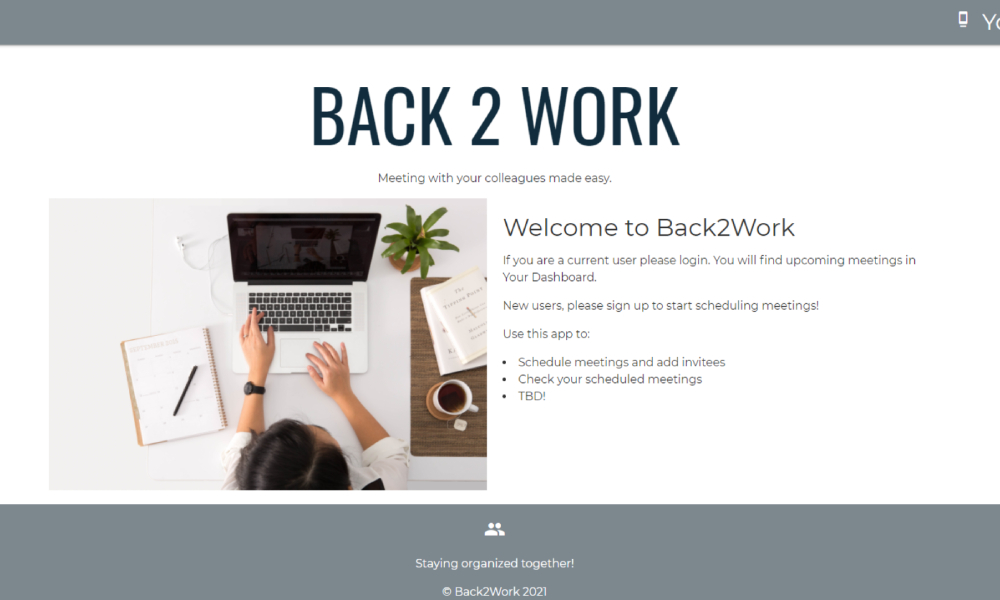 Yo
BACK 2 WORK
Meeting with your colleagues made easy.
Welcome to Back2Work
If you are a current user please login. You will find upcoming meetings in
Your Dashboard.
New users, please sign up to start scheduling meetings!
Use this app to:
• Schedule meetings and add invitees
• Check your scheduled meetings
• TBD!
SEPTEMBER
Staying organized together!
© Back2Work 2021